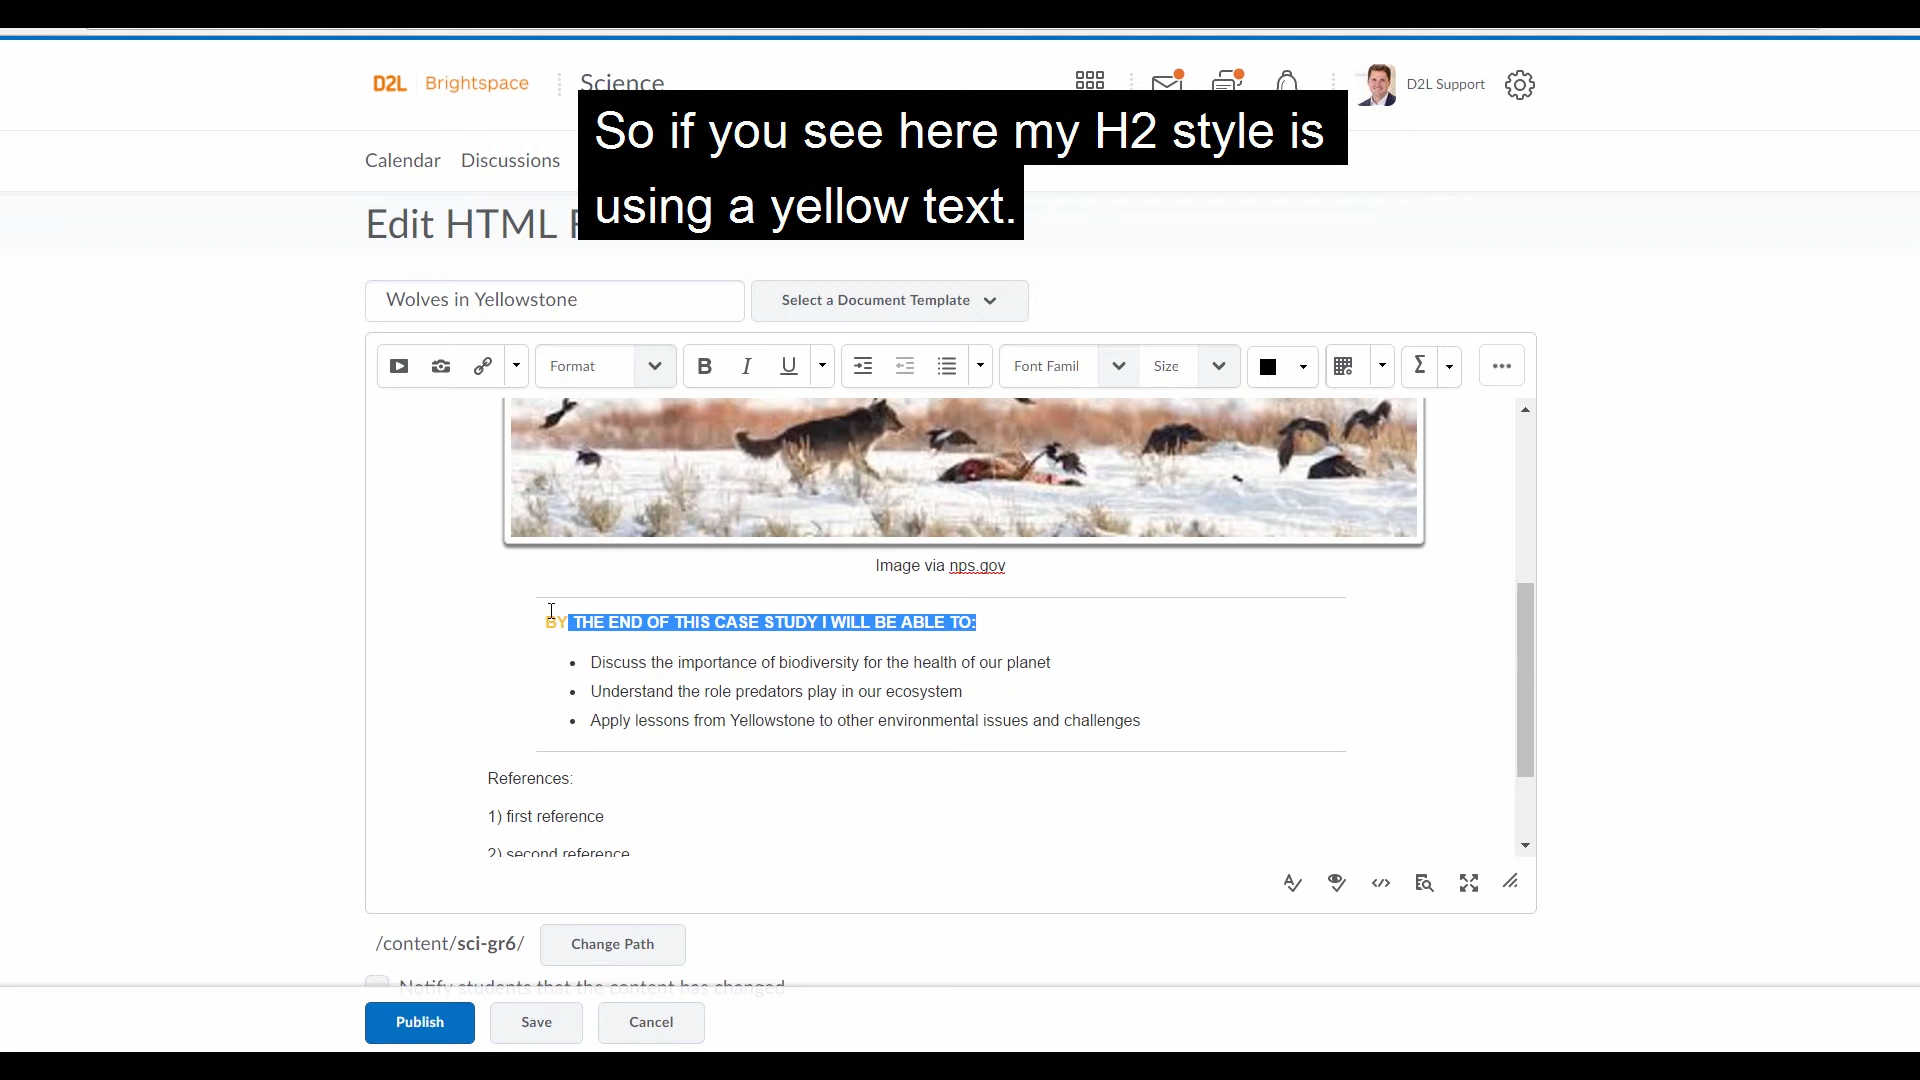 D2L Brightspace Science D2L Support
So if you see here my H2 style is
using a yellow text.
Calendar Discussions
Edit HTML
Wolves in Yellowstone Select a Document Template
Format B I U Font Famil Size Σ
Image via nps.gov
BY THE END OF THIS CASE STUDY I WILL BE ABLE TO:
• Discuss the importance of biodiversity for the health of our planet
• Understand the role predators play in our ecosystem
• Apply lessons from Yellowstone to other environmental issues and challenges
References:
1) first reference
2) second reference
/content/sci-gr6/ Change Path
Notify students that the content has changed
Publish Save Cancel